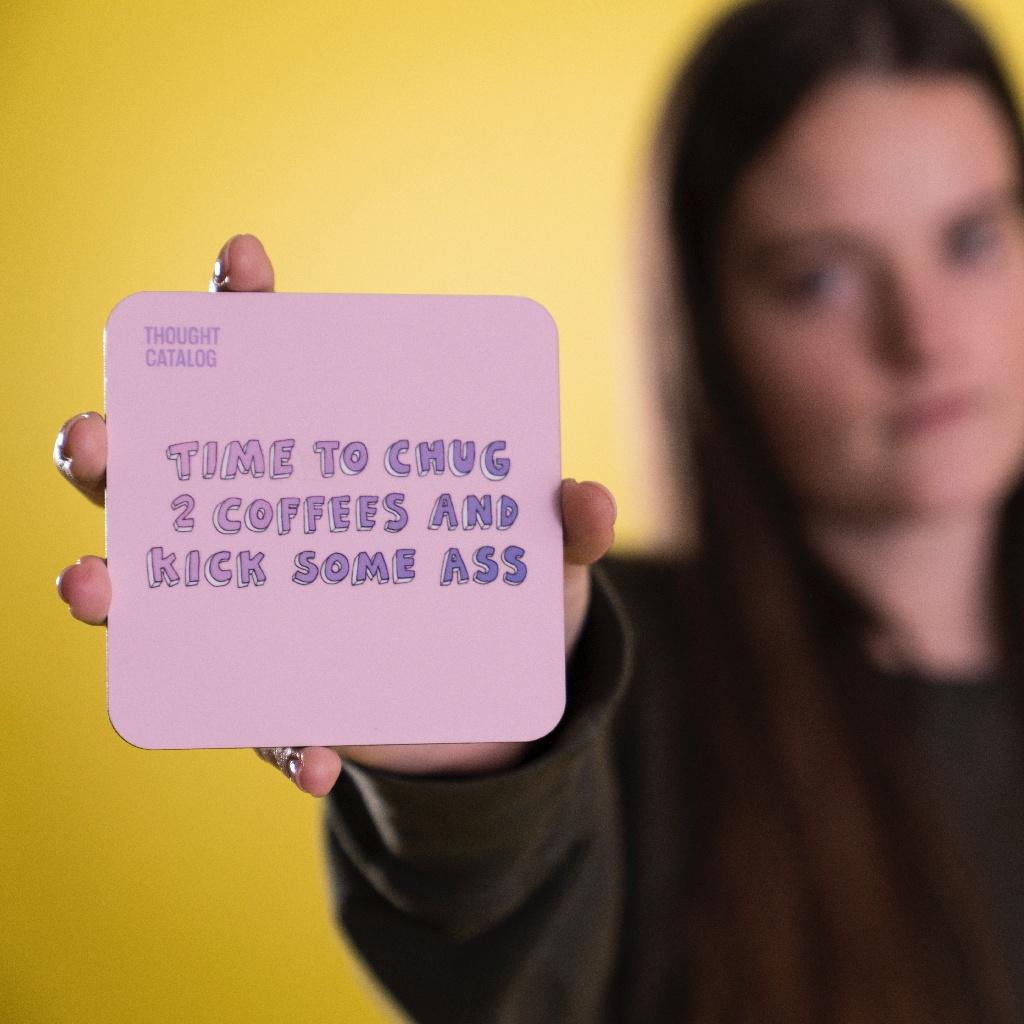 THOUGHT
CATALOG
TIME TO CHUG
2 COFFEES AND
KICK SOME ASS